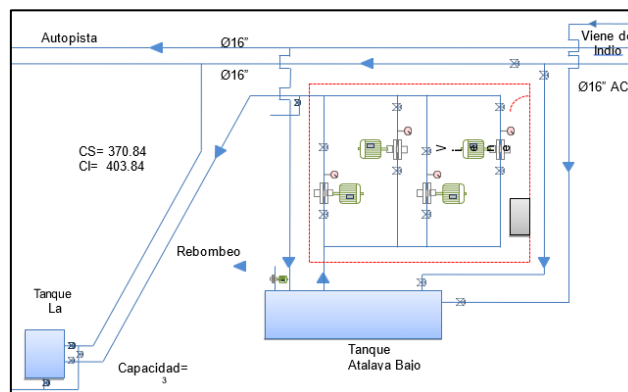 Autopista
Ø16"
Viene de
Indio
Ø16"
Ø16" AC
CS= 370.84
CI= 403.84
Viene
Rebombeo
Tanque
La
Capacidad=
3
Tanque
Atalaya Bajo